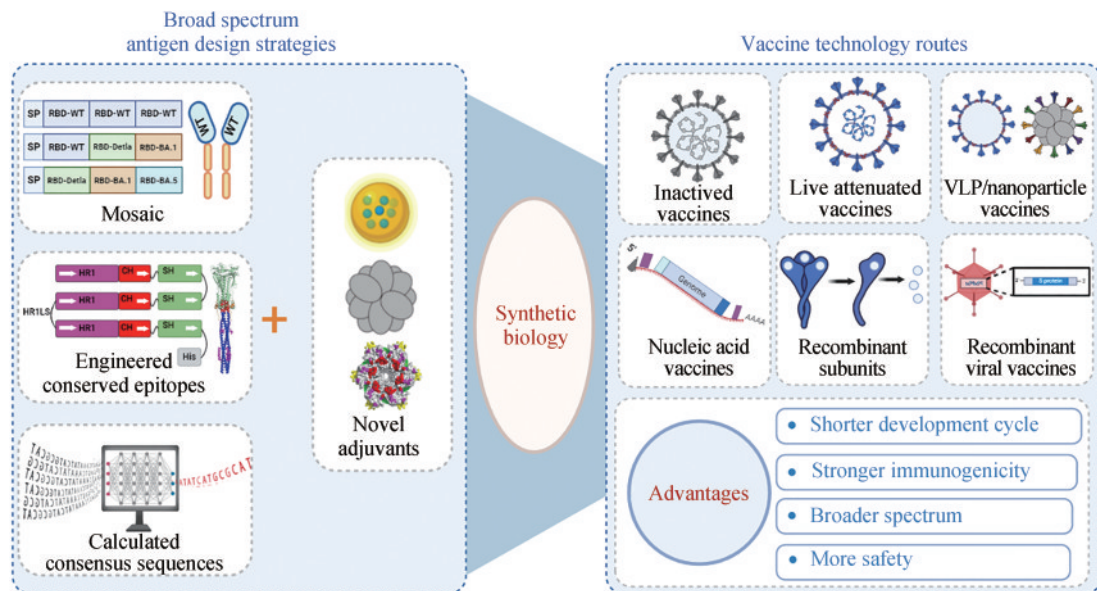 Broad spectrum
antigen design strategies
SP RBD-WT RBD-WT RBD-WT
SP RBD-WT RBD-Detla RBD-BA.1
SP RBD-Detla RBD-BA.1 RBD-BA.5
WT WT
Mosaic
HR1 CH SH
HR1LS
HR1 CH SH
HR1 CH SH
His
Engineered
conserved epitopes
+
Calculated
consensus sequences
Novel
adjuvants
Synthetic
biology
Vaccine technology routes
Inactived
vaccines
Live attenuated
vaccines
VLP/nanoparticle
vaccines
5'
Genome
AAAA
Nucleic acid
vaccines
Recombinant
subunits
S protein
Recombinant
viral vaccines
Advantages
• Shorter development cycle
• Stronger immunogenicity
• Broader spectrum
• More safety